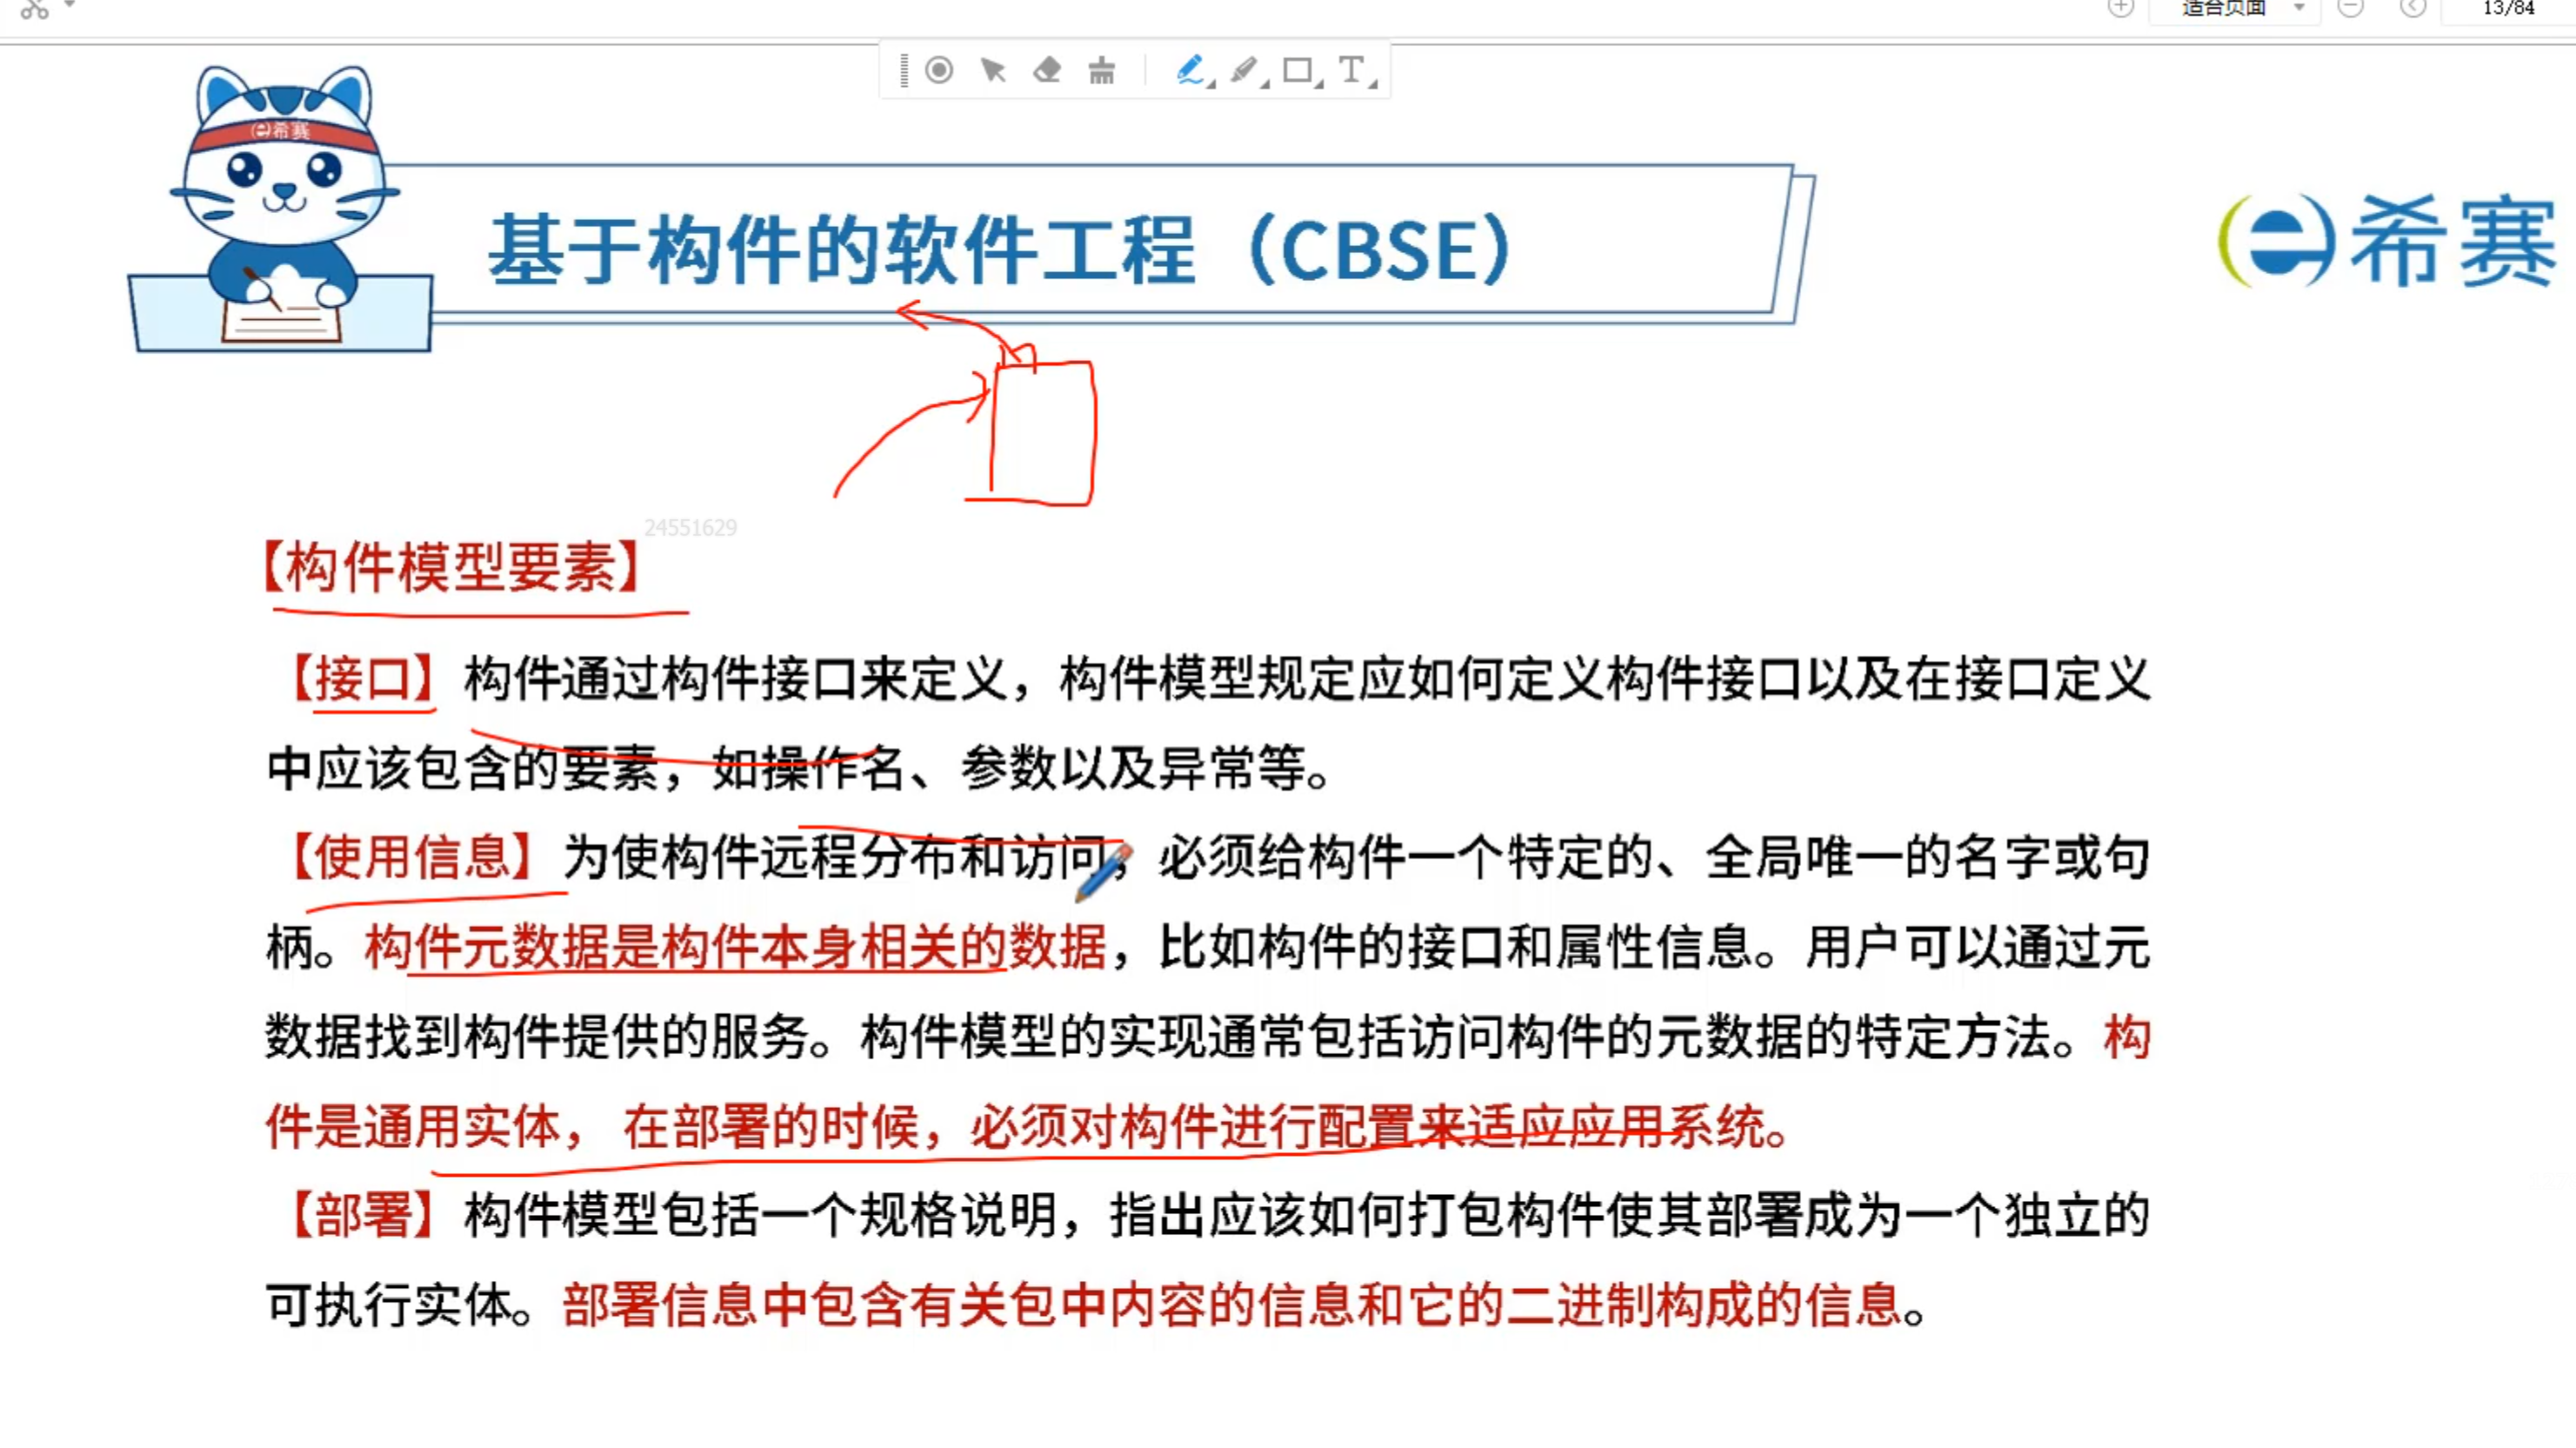 适合页面
13/84
e希赛
基于构件的软件工程（CBSE）
e希赛
24551629
【构件模型要素】
【接口】构件通过构件接口来定义，构件模型规定应如何定义构件接口以及在接口定义
中应该包含的要素，如操作名、参数以及异常等。
【使用信息】为使构件远程分布和访问，必须给构件一个特定的、全局唯一的名字或句
柄。构件元数据是构件本身相关的数据，比如构件的接口和属性信息。用户可以通过元
数据找到构件提供的服务。构件模型的实现通常包括访问构件的元数据的特定方法。构
件是通用实体， 在部署的时候，必须对构件进行配置来适应应用系统。
【部署】构件模型包括一个规格说明，指出应该如何打包构件使其部署成为一个独立的
可执行实体。部署信息中包含有关包中内容的信息和它的二进制构成的信息。